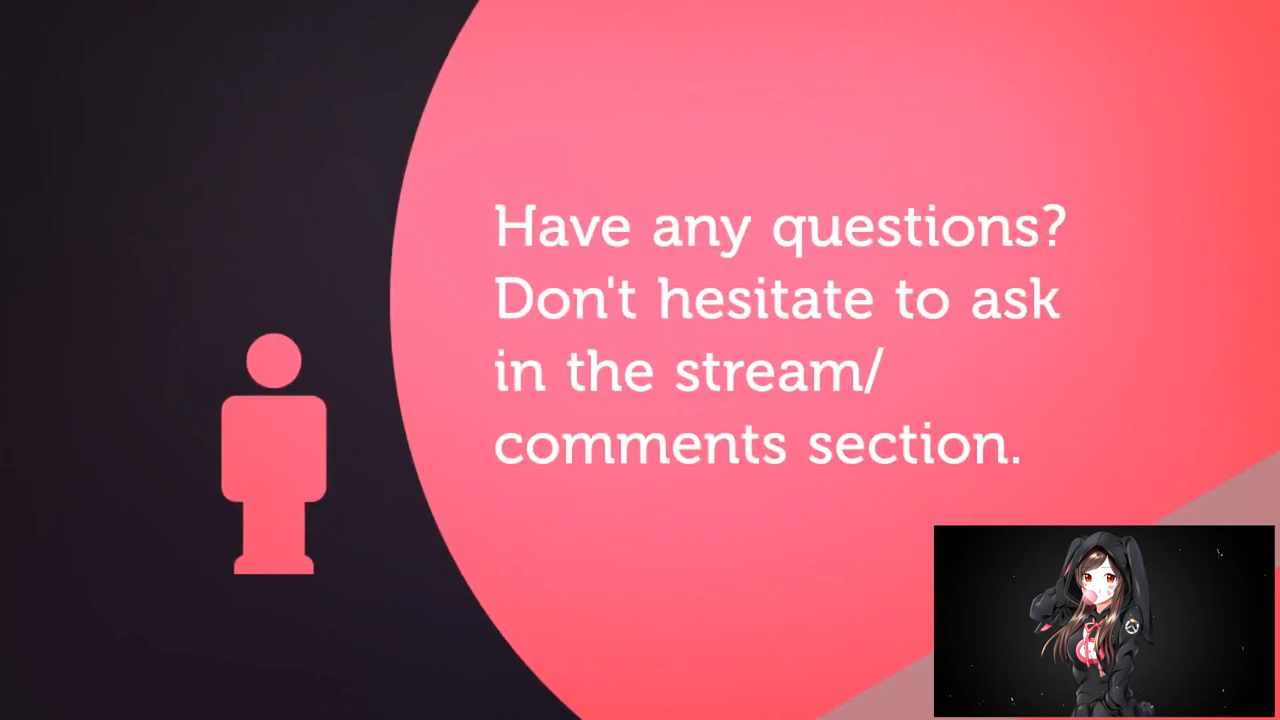 Have any questions?
Don't hesitate to ask
in the stream/
comments section.